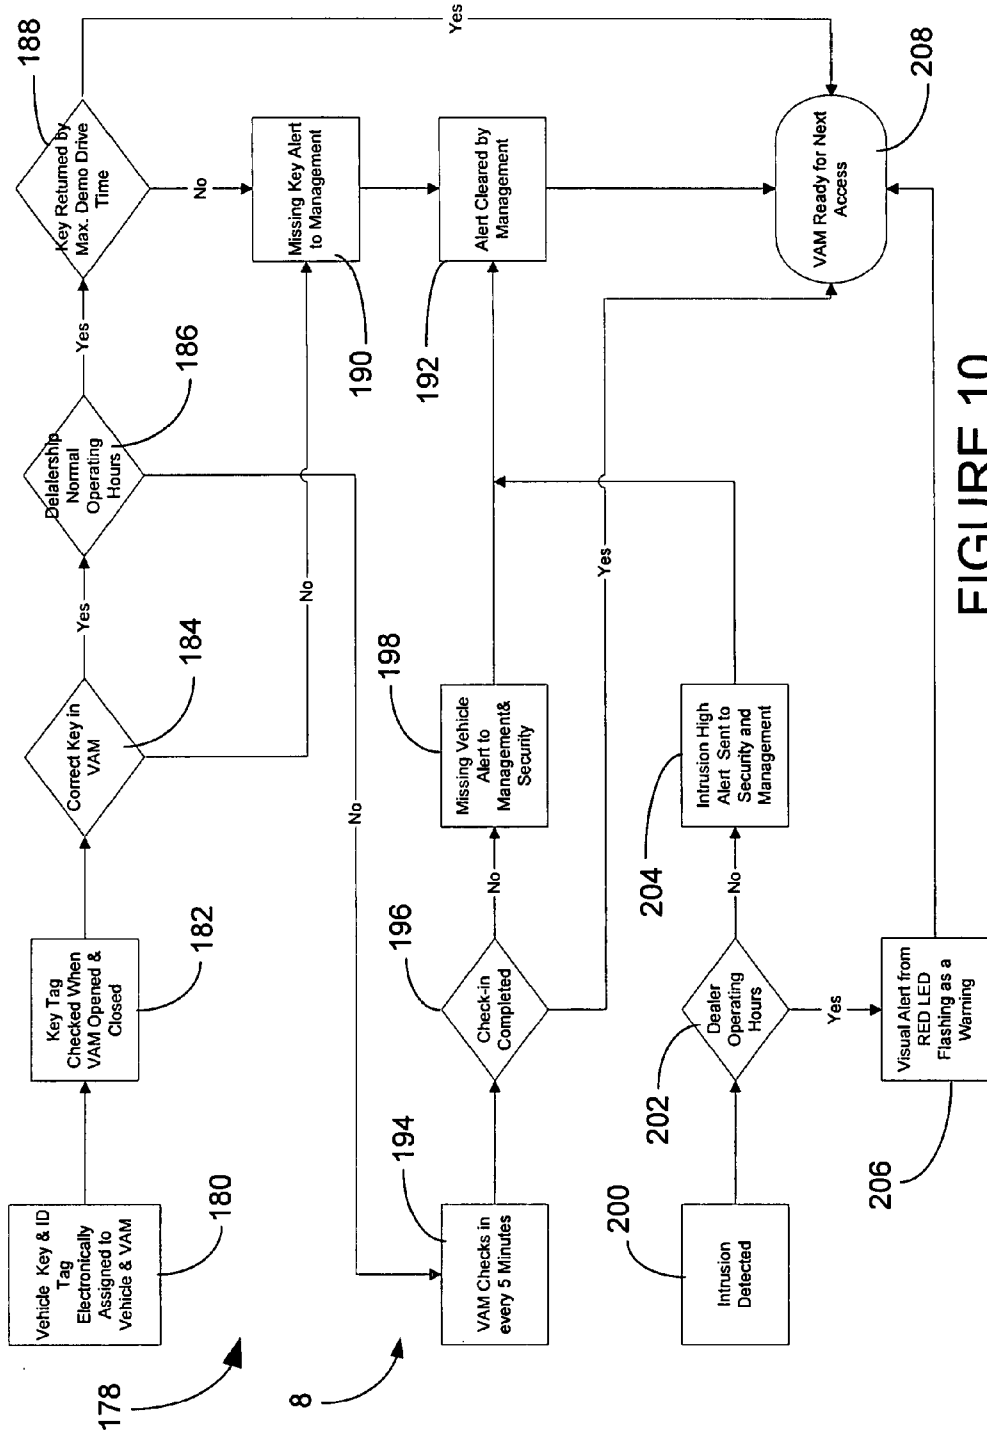 Vehicle Key & ID
Tag
Electronically
Assigned to
Vehicle & VAM
180
178
Key Tag
Checked When
VAM Opened &
Closed
182
Correct Key in
VAM
184
Yes
No
Delalership
Normal
Operating
Hours
186
Yes
No
Key Returned by
Max. Demo Drive
Time
188
Yes
No
Missing Key Alert
to Management
190
Alert Cleared by
Management
192
8
VAM Checks in
every 5 Minutes
194
Check-in
Completed
196
No
Yes
Missing Vehicle
Alert to
Management&
Security
198
Intrusion
Detected
200
Dealer
Operating
Hours
202
No
Yes
Intrusion High
Alert Sent to
Security and
Management
204
Visual Alert from
RED LED
Flashing as a
Warning
206
VAM Ready for Next
Access
208
FIGURE 10